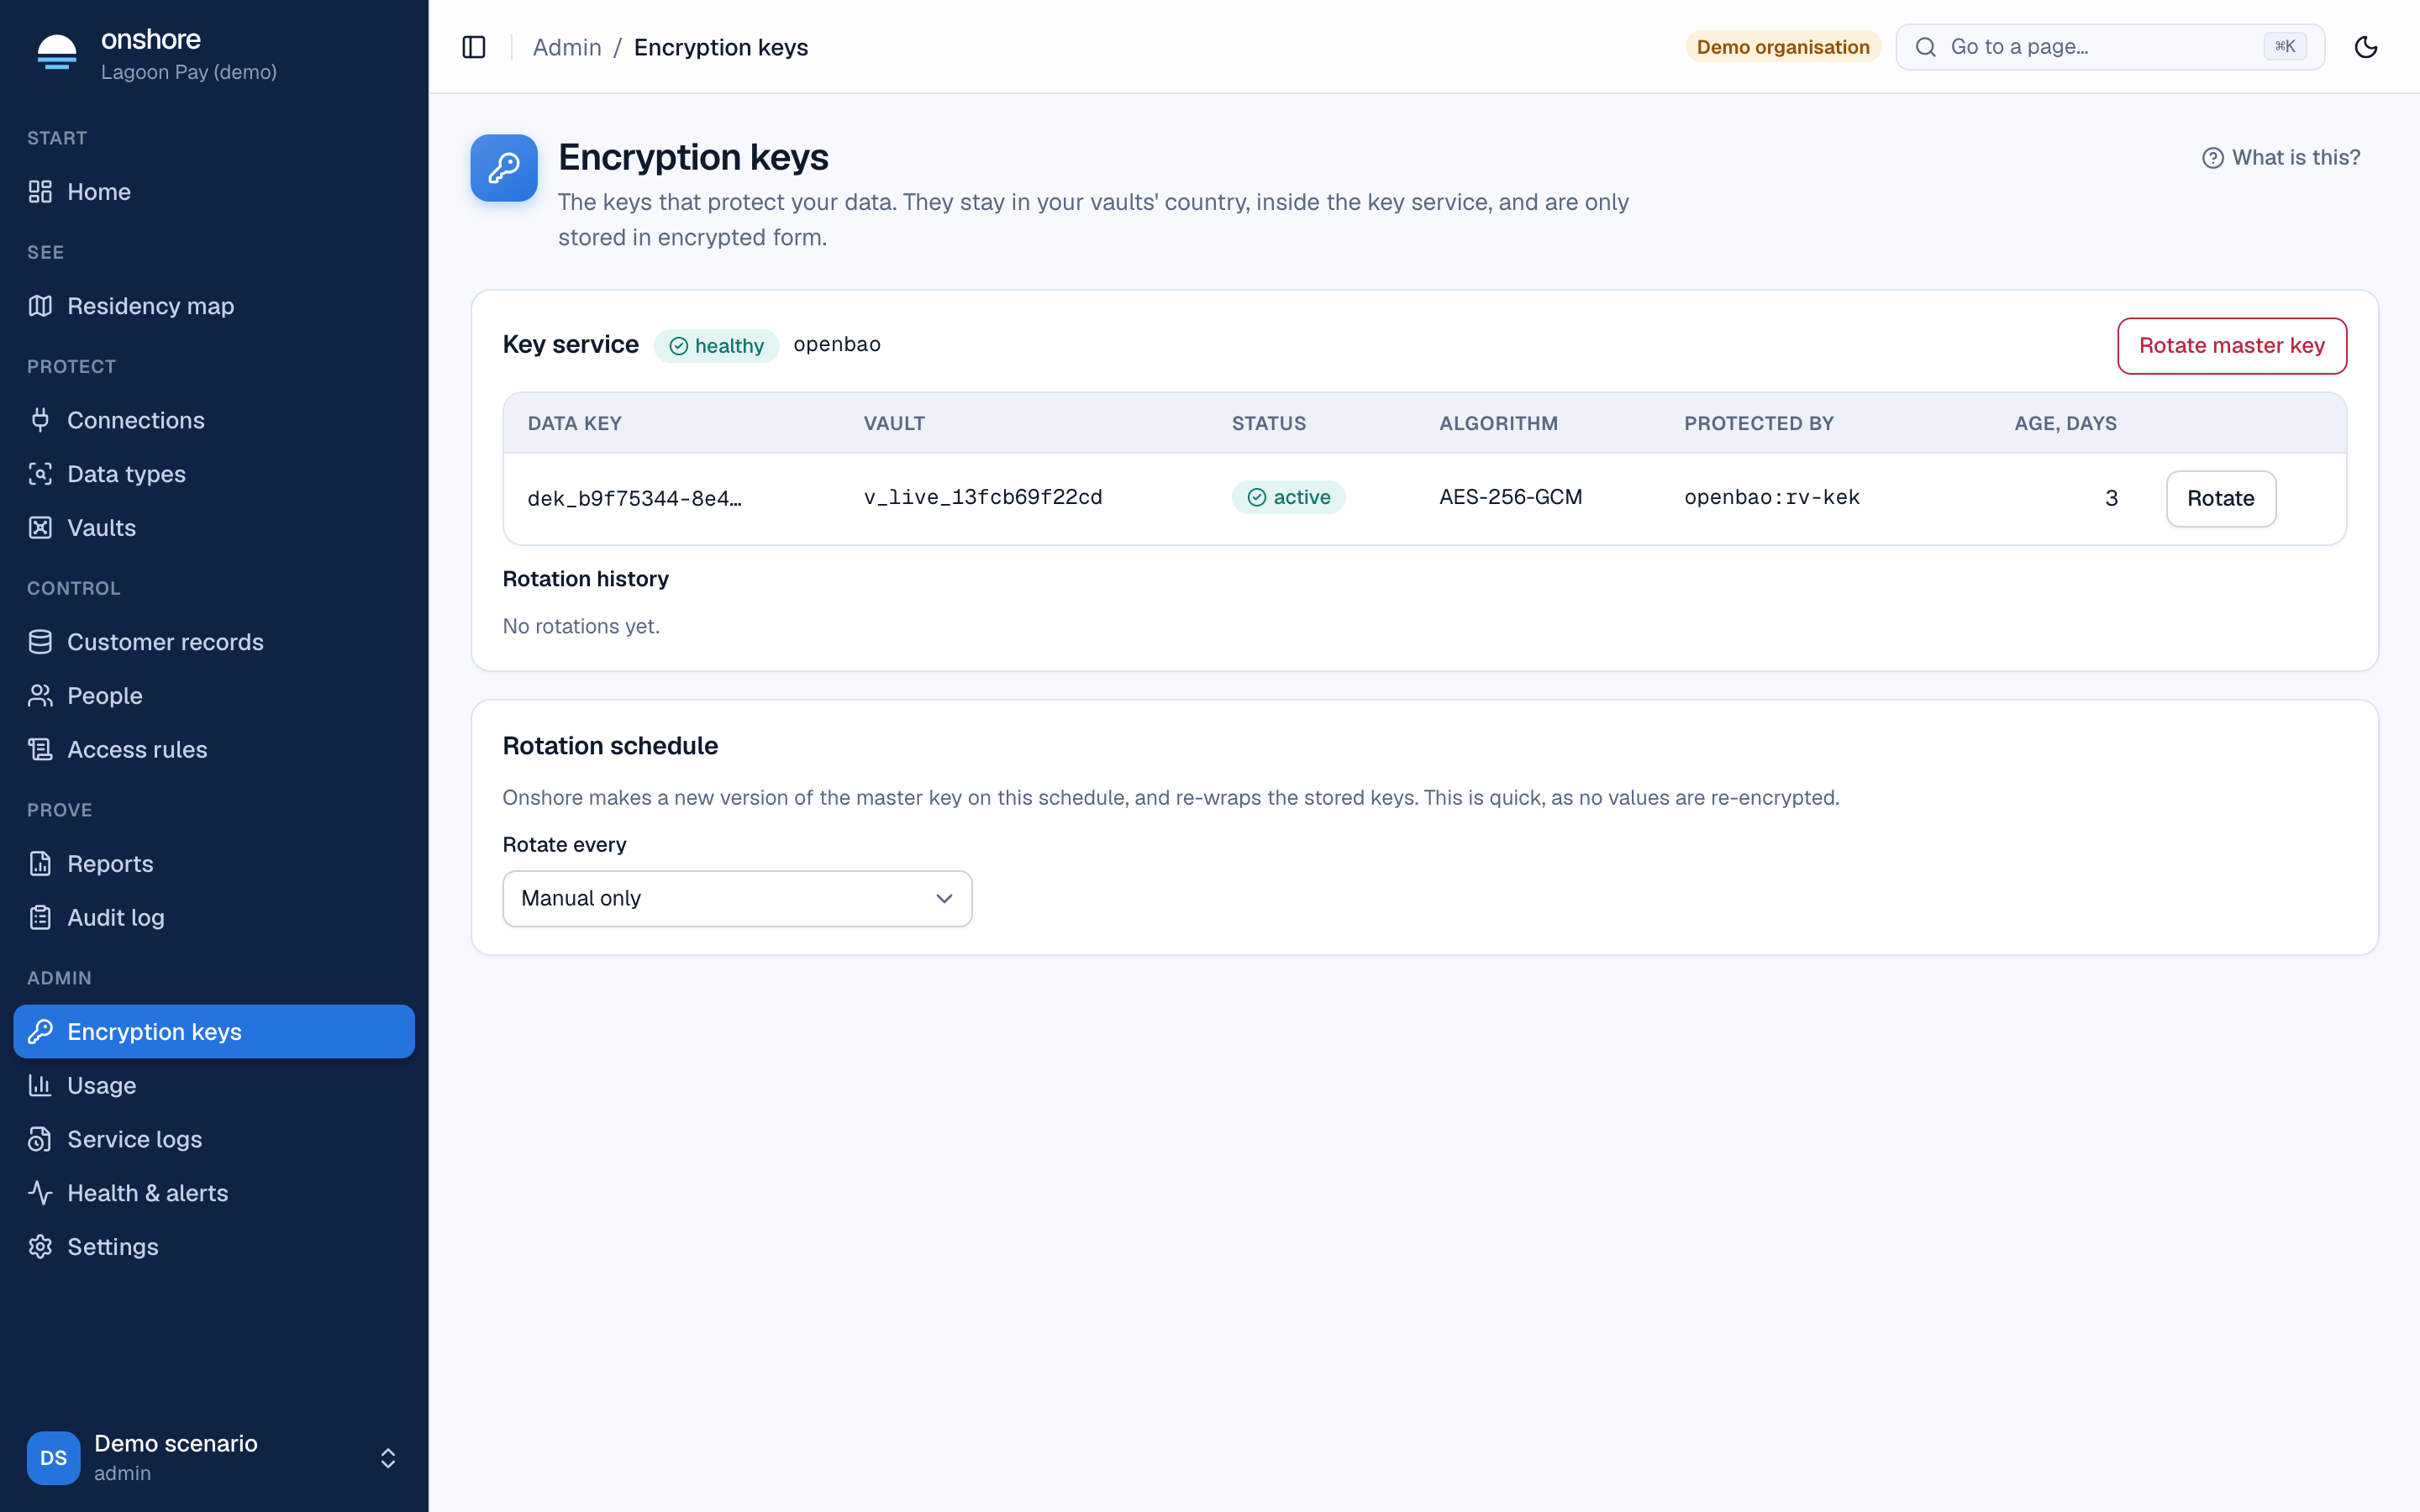 onshore
Lagoon Pay (demo)
START
Home
SEE
Residency map
PROTECT
Connections
Data types
Vaults
CONTROL
Customer records
People
Access rules
PROVE
Reports
Audit log
ADMIN
Encryption keys
Usage
Service logs
Health & alerts
Settings
DS
Demo scenario
admin
Admin / Encryption keys
Demo organisation
Go to a page...
⌘K
Encryption keys
What is this?
The keys that protect your data. They stay in your vaults' country, inside the key service, and are only
stored in encrypted form.
Key service healthy openbao
Rotate master key
DATA KEY VAULT STATUS ALGORITHM PROTECTED BY AGE, DAYS
dek_b9f75344-8e4… v_live_13fcb69f22cd active AES-256-GCM openbao:rv-kek 3 Rotate
Rotation history
No rotations yet.
Rotation schedule
Onshore makes a new version of the master key on this schedule, and re-wraps the stored keys. This is quick, as no values are re-encrypted.
Rotate every
Manual only